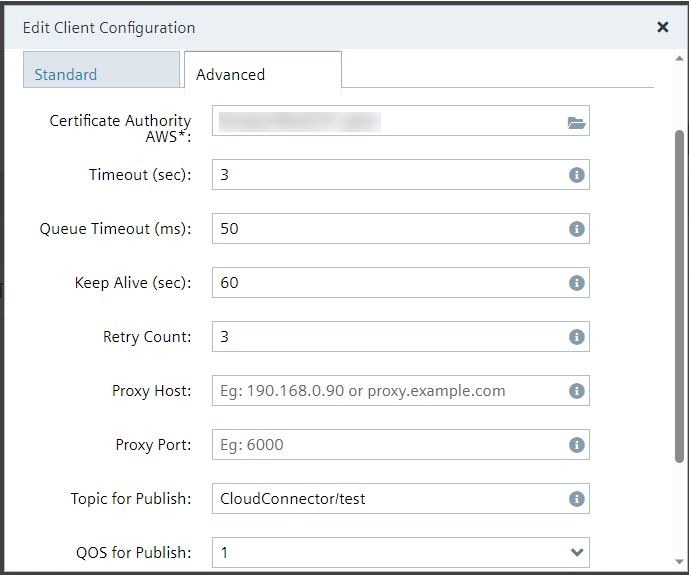 Edit Client Configuration
Standard
Advanced
Certificate Authority
AWS*:
Timeout (sec):
3
Queue Timeout (ms):
50
Keep Alive (sec):
60
Retry Count:
3
Proxy Host:
Eg: 190.168.0.90 or proxy.example.com
Proxy Port:
Eg: 6000
Topic for Publish:
CloudConnector/test
QOS for Publish:
1